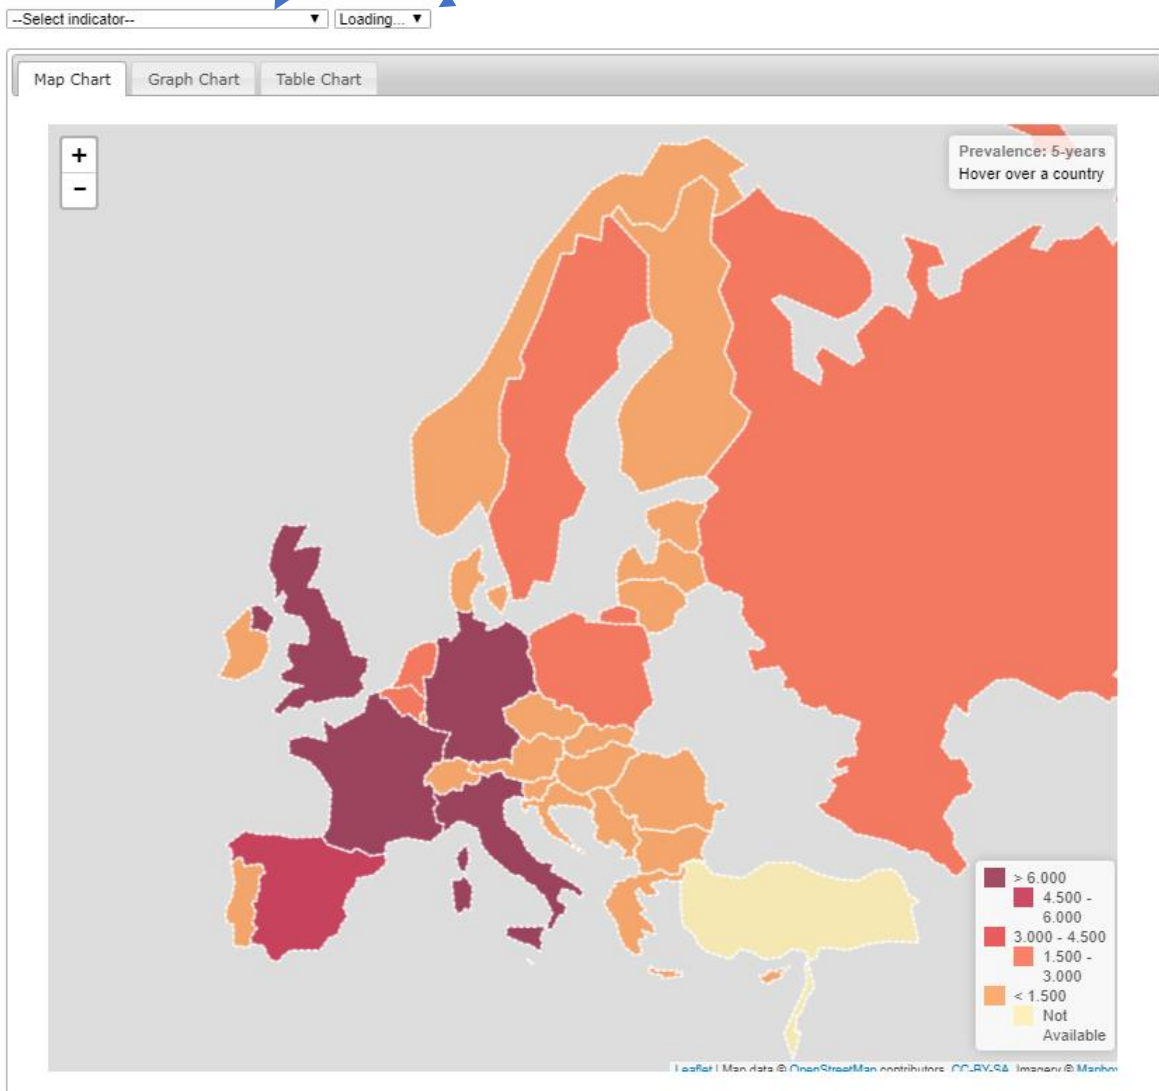 --Select indicator--
Loading...
Map Chart
Graph Chart
Table Chart
+
−
Prevalence: 5-years
Hover over a country
> 6.000
4.500 -
6.000
3.000 - 4.500
1.500 -
3.000
< 1.500
Not
Available
Leaflet | Map data © OpenStreetMap contributors, CC-BY-SA, Imagery © Mapbox